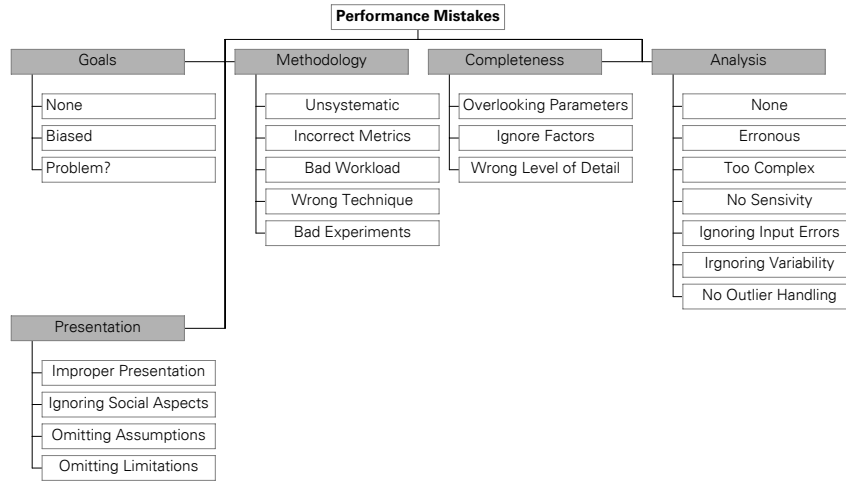 Performance Mistakes
Goals
None
Biased
Problem?
Methodology
Unsystematic
Incorrect Metrics
Bad Workload
Wrong Technique
Bad Experiments
Completeness
Overlooking Parameters
Ignore Factors
Wrong Level of Detail
Analysis
None
Erronous
Too Complex
No Sensivity
Ignoring Input Errors
Irgnoring Variability
No Outlier Handling
Presentation
Improper Presentation
Ignoring Social Aspects
Omitting Assumptions
Omitting Limitations